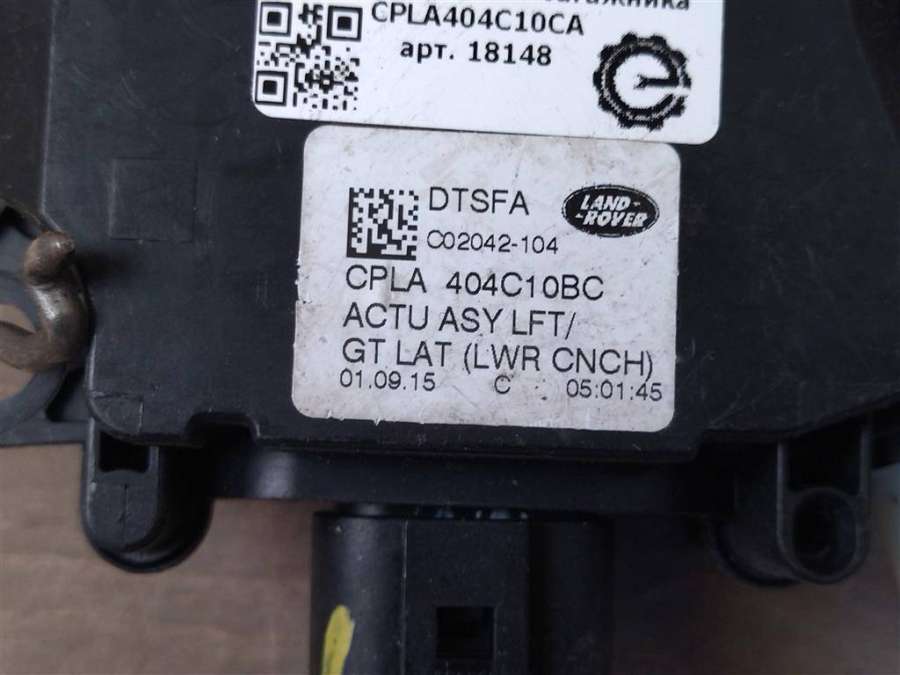 CPLA404C10CA
арт. 18148
DTSFA
LAND-
ROVER
C02042-104
CPLA 404C10BC
ACTU ASY LFT/
GT LAT (LWR CNCH)
01.09.15 C 05:01:45